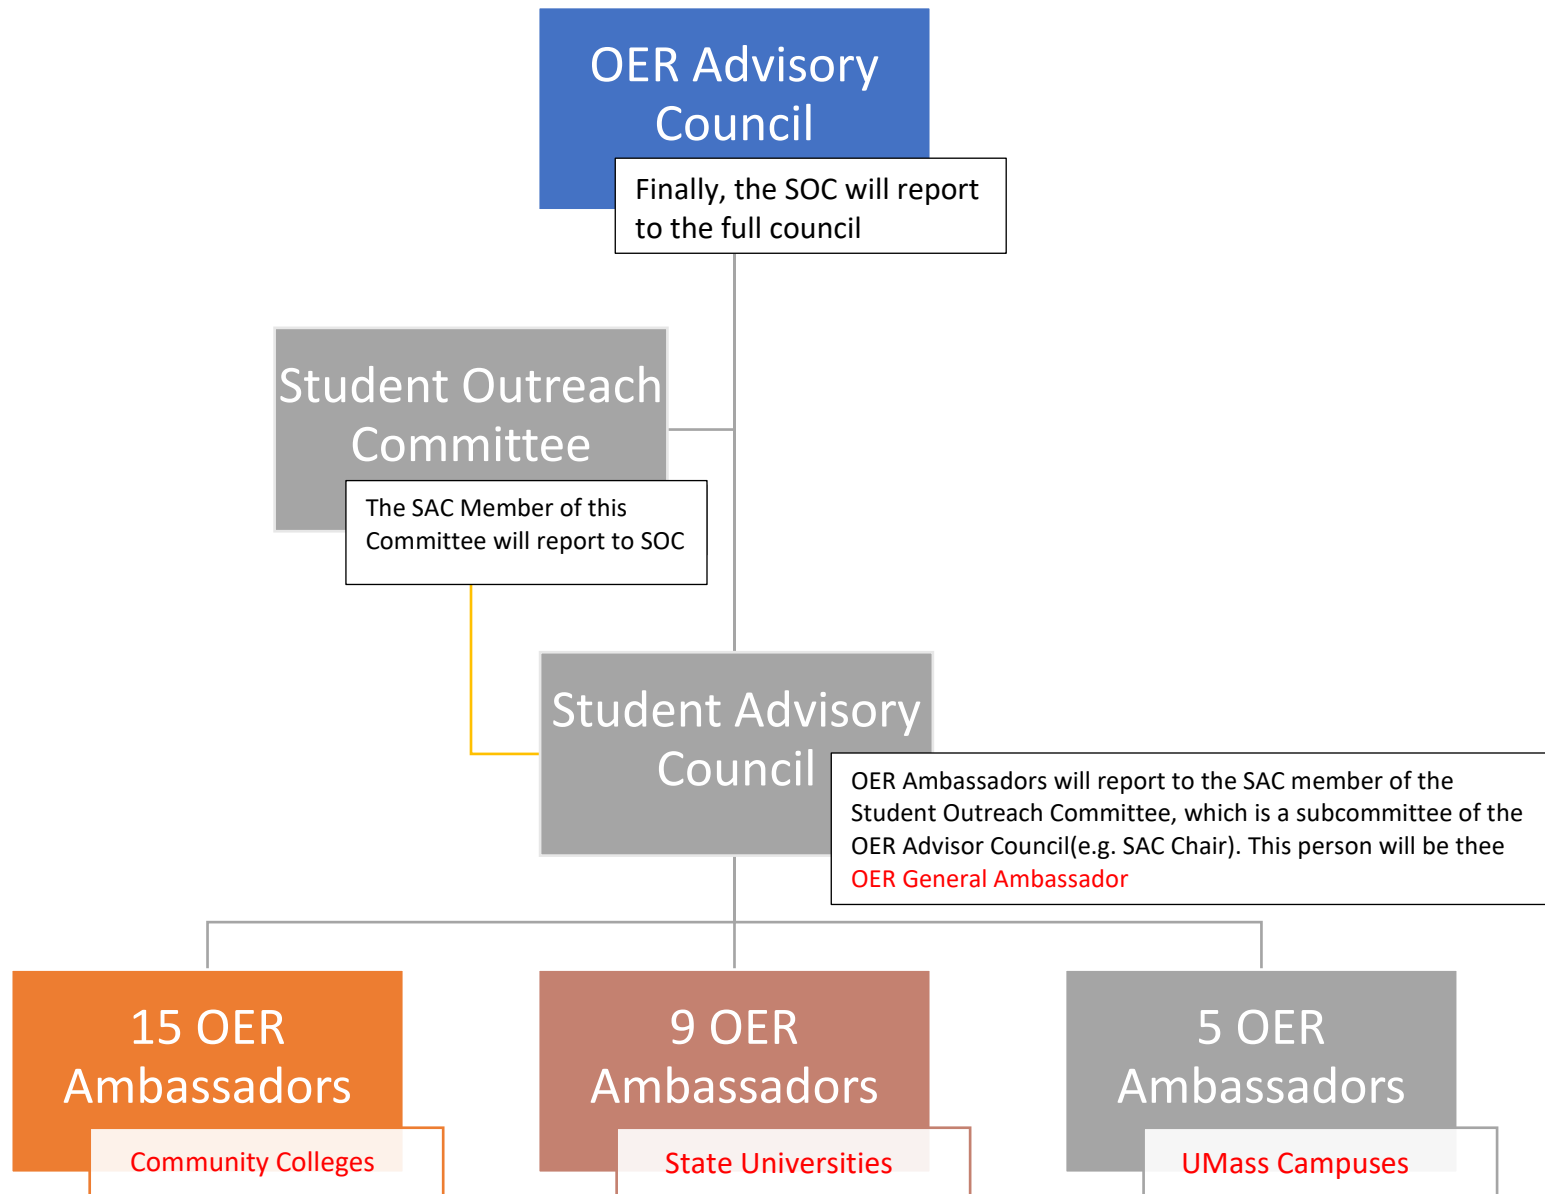 OER Advisory
Council
Finally, the SOC will report
to the full council
Student Outreach
Committee
The SAC Member of this
Committee will report to SOC
Student Advisory
Council
OER Ambassadors will report to the SAC member of the
Student Outreach Committee, which is a subcommittee of the
OER Advisor Council(e.g. SAC Chair). This person will be thee
OER General Ambassador
15 OER
Ambassadors
Community Colleges
9 OER
Ambassadors
State Universities
5 OER
Ambassadors
UMass Campuses